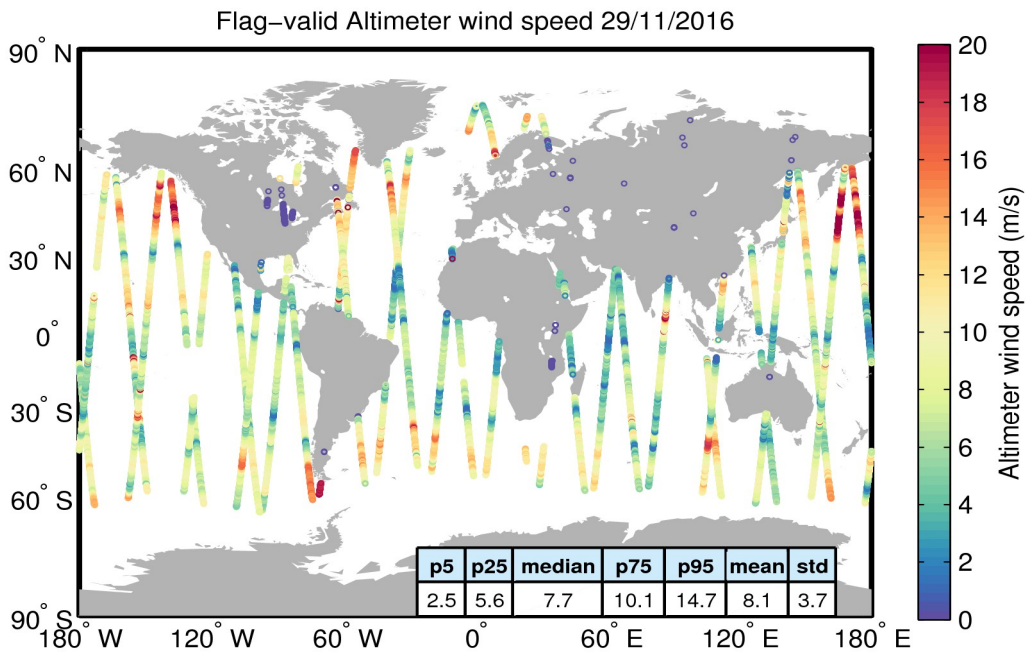 Flag−valid Altimeter wind speed 29/11/2016
90° N
60° N
30° N
0°
30° S
60° S
90° S
180° W
120° W
60° W
0°
60° E
120° E
180° E
20
18
16
14
12
10
8
6
4
2
0
Altimeter wind speed (m/s)
p5 p25 median p75 p95 mean std
2.5 5.6 7.7 10.1 14.7 8.1 3.7